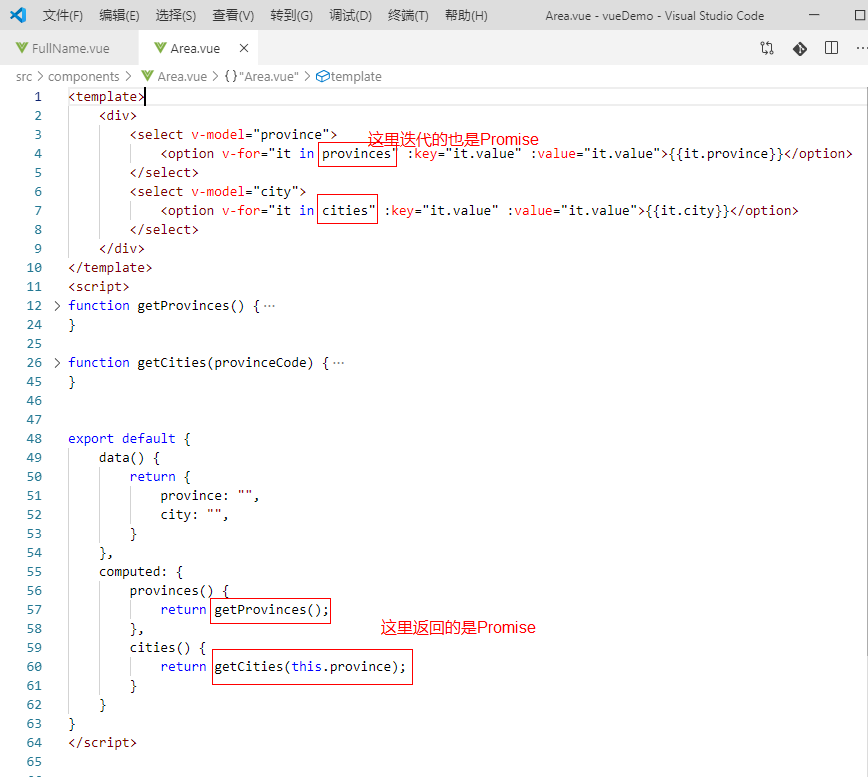 文件(F) 编辑(E) 选择(S) 查看(V) 转到(G) 调试(D) 终端(T) 帮助(H) Area.vue - vueDemo - Visual Studio Code
FullName.vue Area.vue
src > components > Area.vue > {} "Area.vue" > template
1 <template>
2 <div>
3 <select v-model="province">
这里迭代的也是Promise
4 <option v-for="it in provinces" :key="it.value" :value="it.value">{{it.province}}</option>
5 </select>
6 <select v-model="city">
7 <option v-for="it in cities" :key="it.value" :value="it.value">{{it.city}}</option>
8 </select>
9 </div>
10 </template>
11 <script>
12 function getProvinces() {…
24 }
25
26 function getCities(provinceCode) {…
45 }
46
47
48 export default {
49 data() {
50 return {
51 province: "",
52 city: "",
53 }
54 },
55 computed: {
56 provinces() {
57 return getProvinces();
58 },
这里返回的是Promise
59 cities() {
60 return getCities(this.province);
61 }
62 }
63 }
64 </script>
65